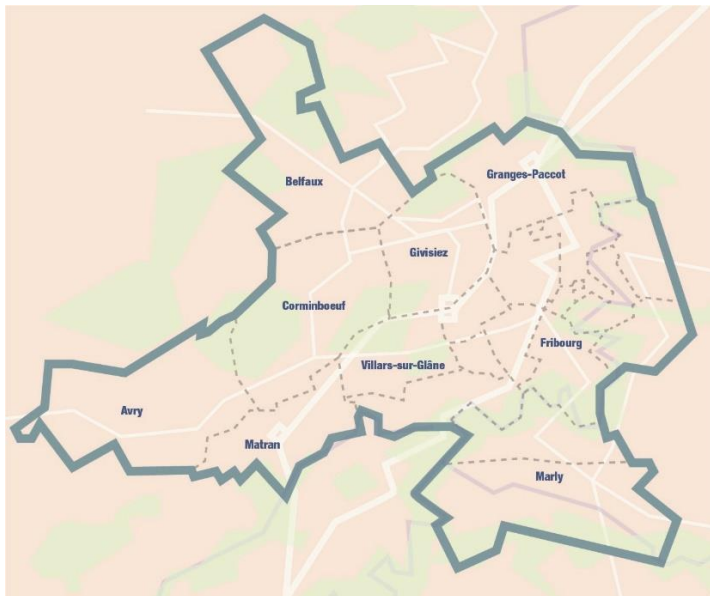 Granges-Paccot
Belfaux
Givisiez
Corminboeuf
Fribourg
Villars-sur-Glâne
Avry
Matran
Marly